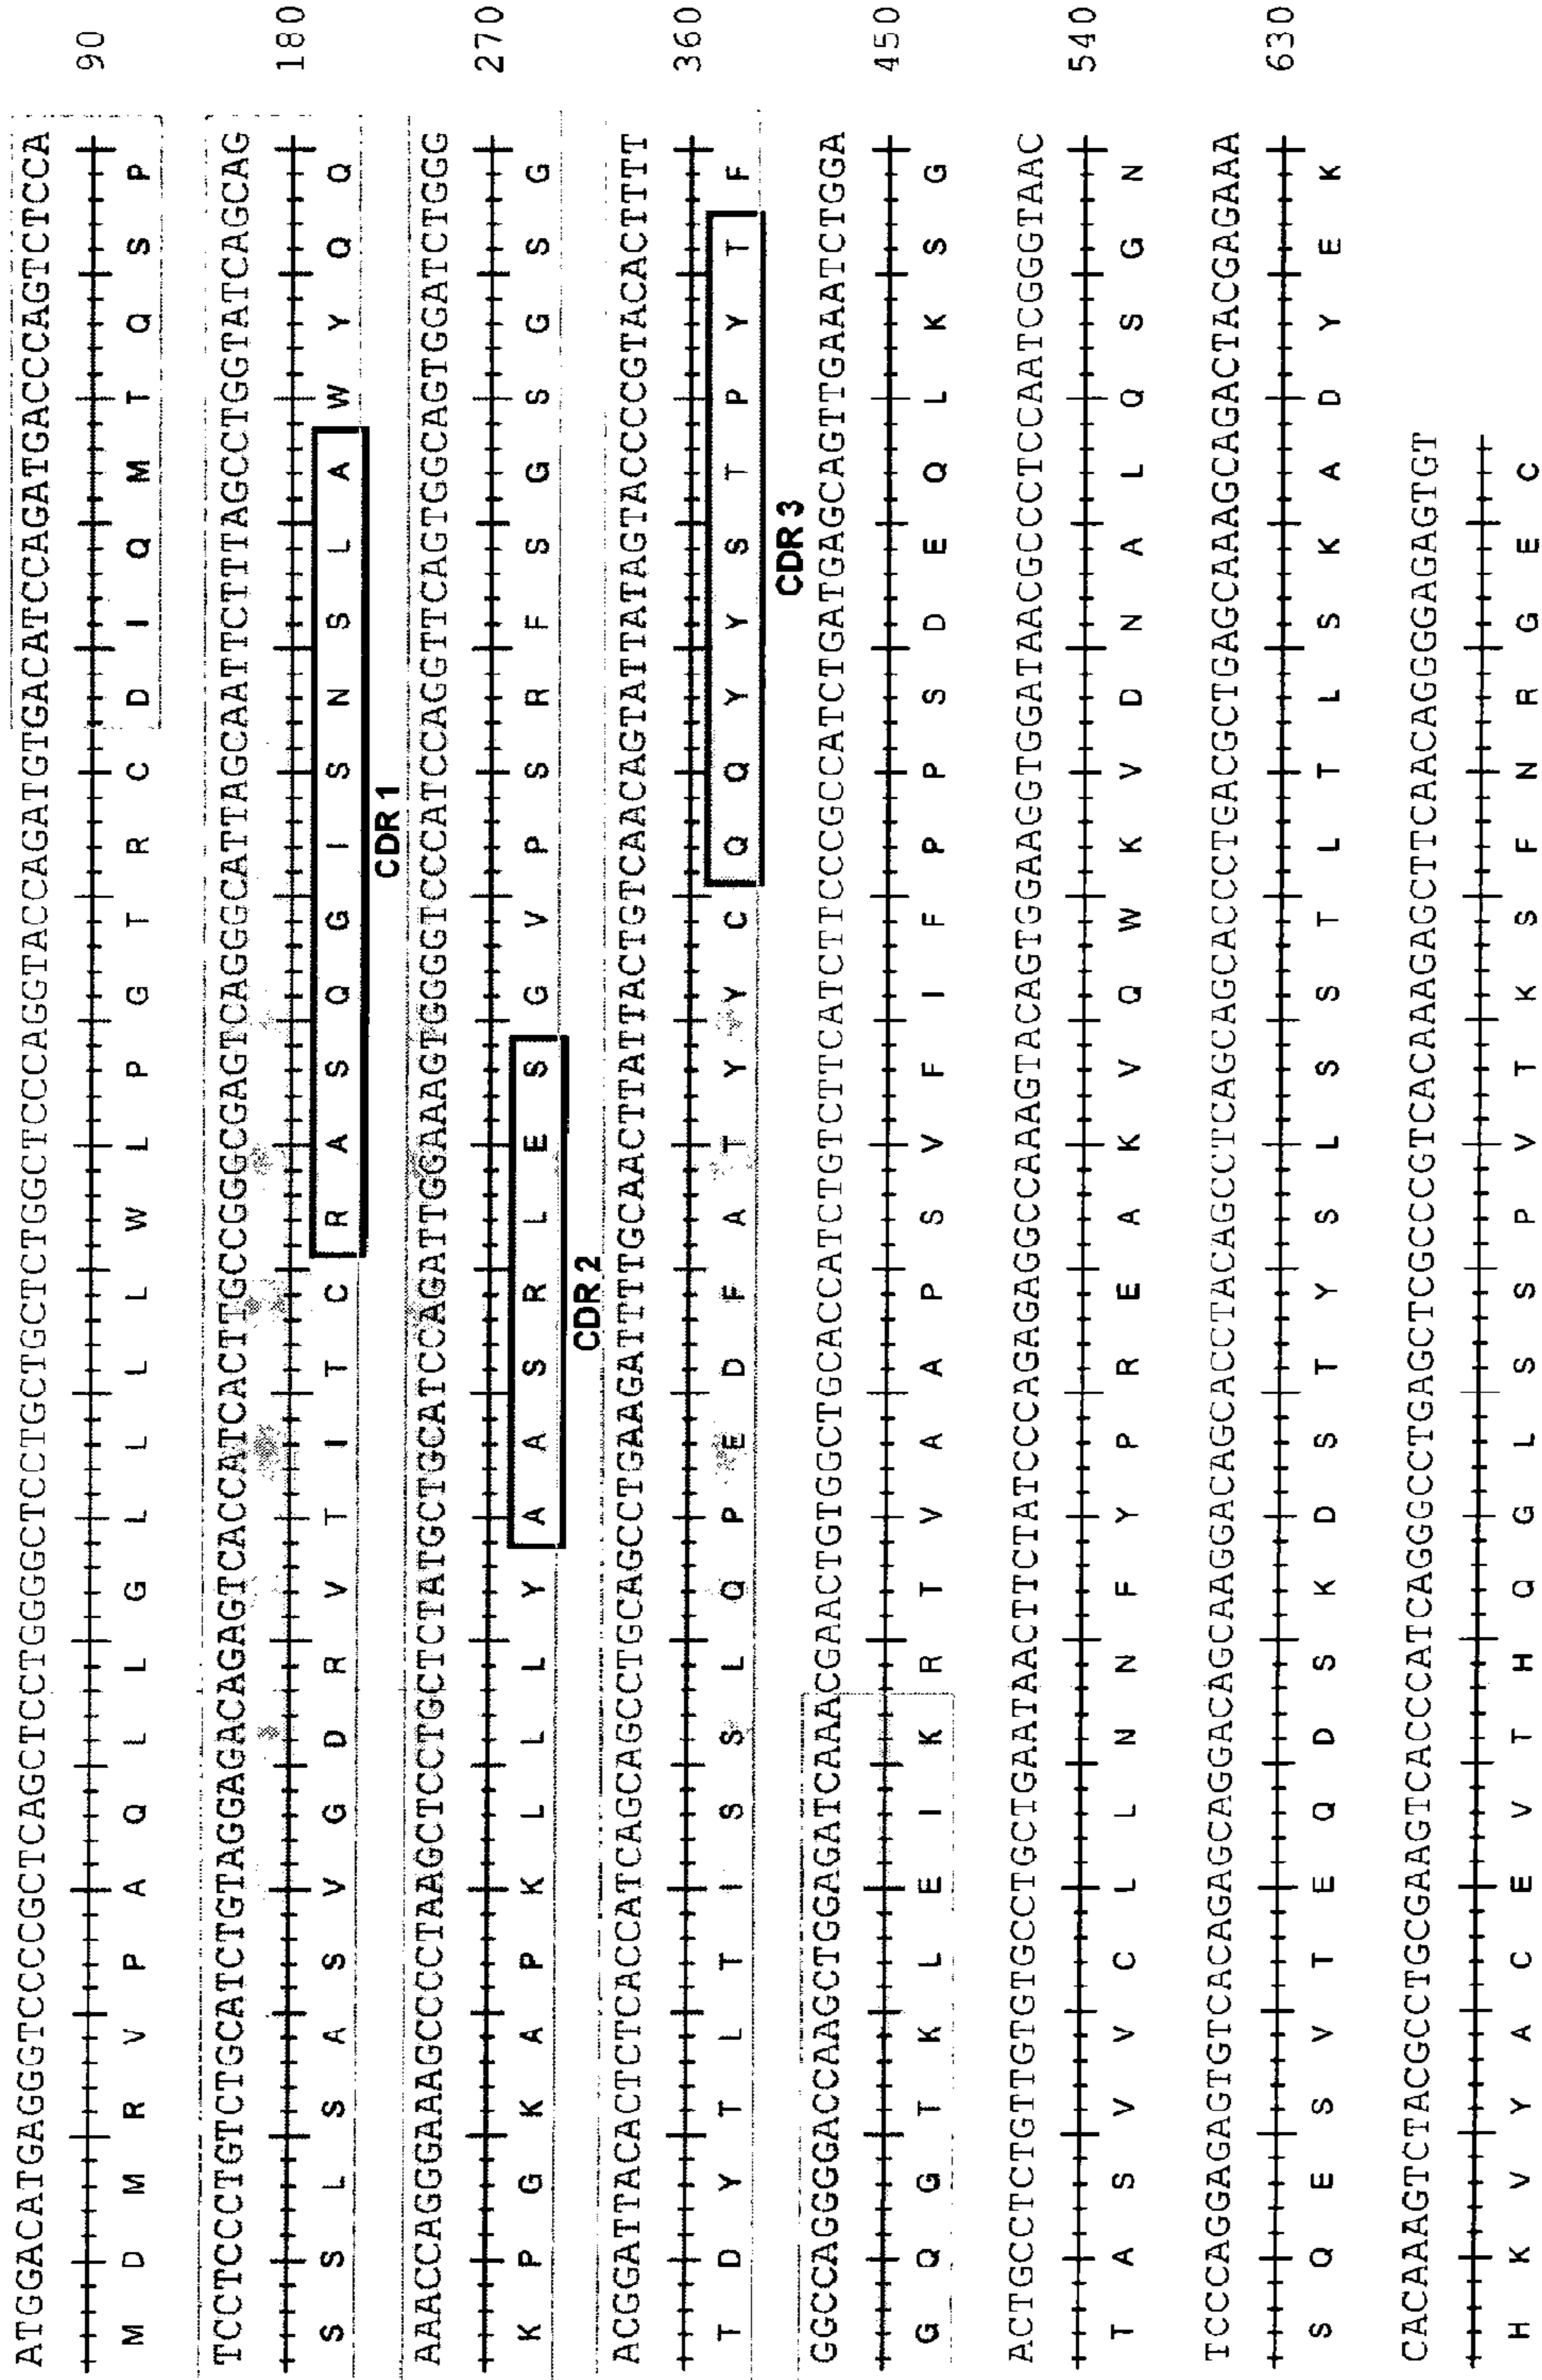 ATGGACATGAGGGTCCCCGCTCAGCTCCTGGGGCTCCTGCTGCTCTGGCTCCCAGGTACCAGATGTGACATCCAGATGACCCAGTCTCCA
90
M D M R V P A Q L L G L L L L W L P G T R C D I Q M T Q S P
TCCTCCCTGTCTGCATCTGTAGGAGACAGAGTCACCATCACTTGCCGGGCGAGTCAGGGCATTAGCAATTCTTTAGCCTGGTATCAGCAG
180
S S L S A S V G D R V T I T C R A S Q G I S N S L A W Y Q Q
CDR 1
AAACCAGGGAAAGCCCCTAAGCTCCTGCTCTATGCTGCATCCAGATTGGAAAGTGGGGTCCCATCCAGGTTCAGTGGCAGTGGATCTGGG
270
K P G K A P K L L L Y A A S R L E S G V P S R F S G S G S G
CDR 2
ACGGATTACACTCTCACCATCAGCAGCCTGCAGCCTGAAGATTTTGCAACTTATTACTGTCAACAGTATTATAGTACCCCGTACACTTTT
360
T D Y T L T I S S L Q P E D F A T Y Y C Q Q Y Y S T P Y T F
CDR 3
GGCCAGGGGACCAAGCTGGAGATCAAACGAACTGTGGCTGCACCATCTGTCTTCATCTTCCCGCCATCTGATGAGCAGTTGAAATCTGGA
450
G Q G T K L E I K R T V A A P S V F I F P P S D E Q L K S G
ACTGCCTCTGTTGTGTGCCTGCTGAATAACTTCTATCCCAGAGAGGCCAAAGTACAGTGGAAGGTGGATAACGCCCTCCAATCGGGTAAC
540
T A S V V C L L N N F Y P R E A K V Q W K V D N A L Q S G N
TCCCAGGAGAGTGTCACAGAGCAGGACAGCAAGGACAGCACCTACAGCCTCAGCAGCACCCTGACGCTGAGCAAAGCAGACTACGAGAAA
630
S Q E S V T E Q D S K D S T Y S L S S T L T L S K A D Y E K
CACAAAGTCTACGCCTGCGAAGTCACCCATCAGGGCCTGAGCTCGCCCGTCACAAAGAGCTTCAACAGGGGAGAGTGT
H K V Y A C E V T H Q G L S S P V T K S F N R G E C